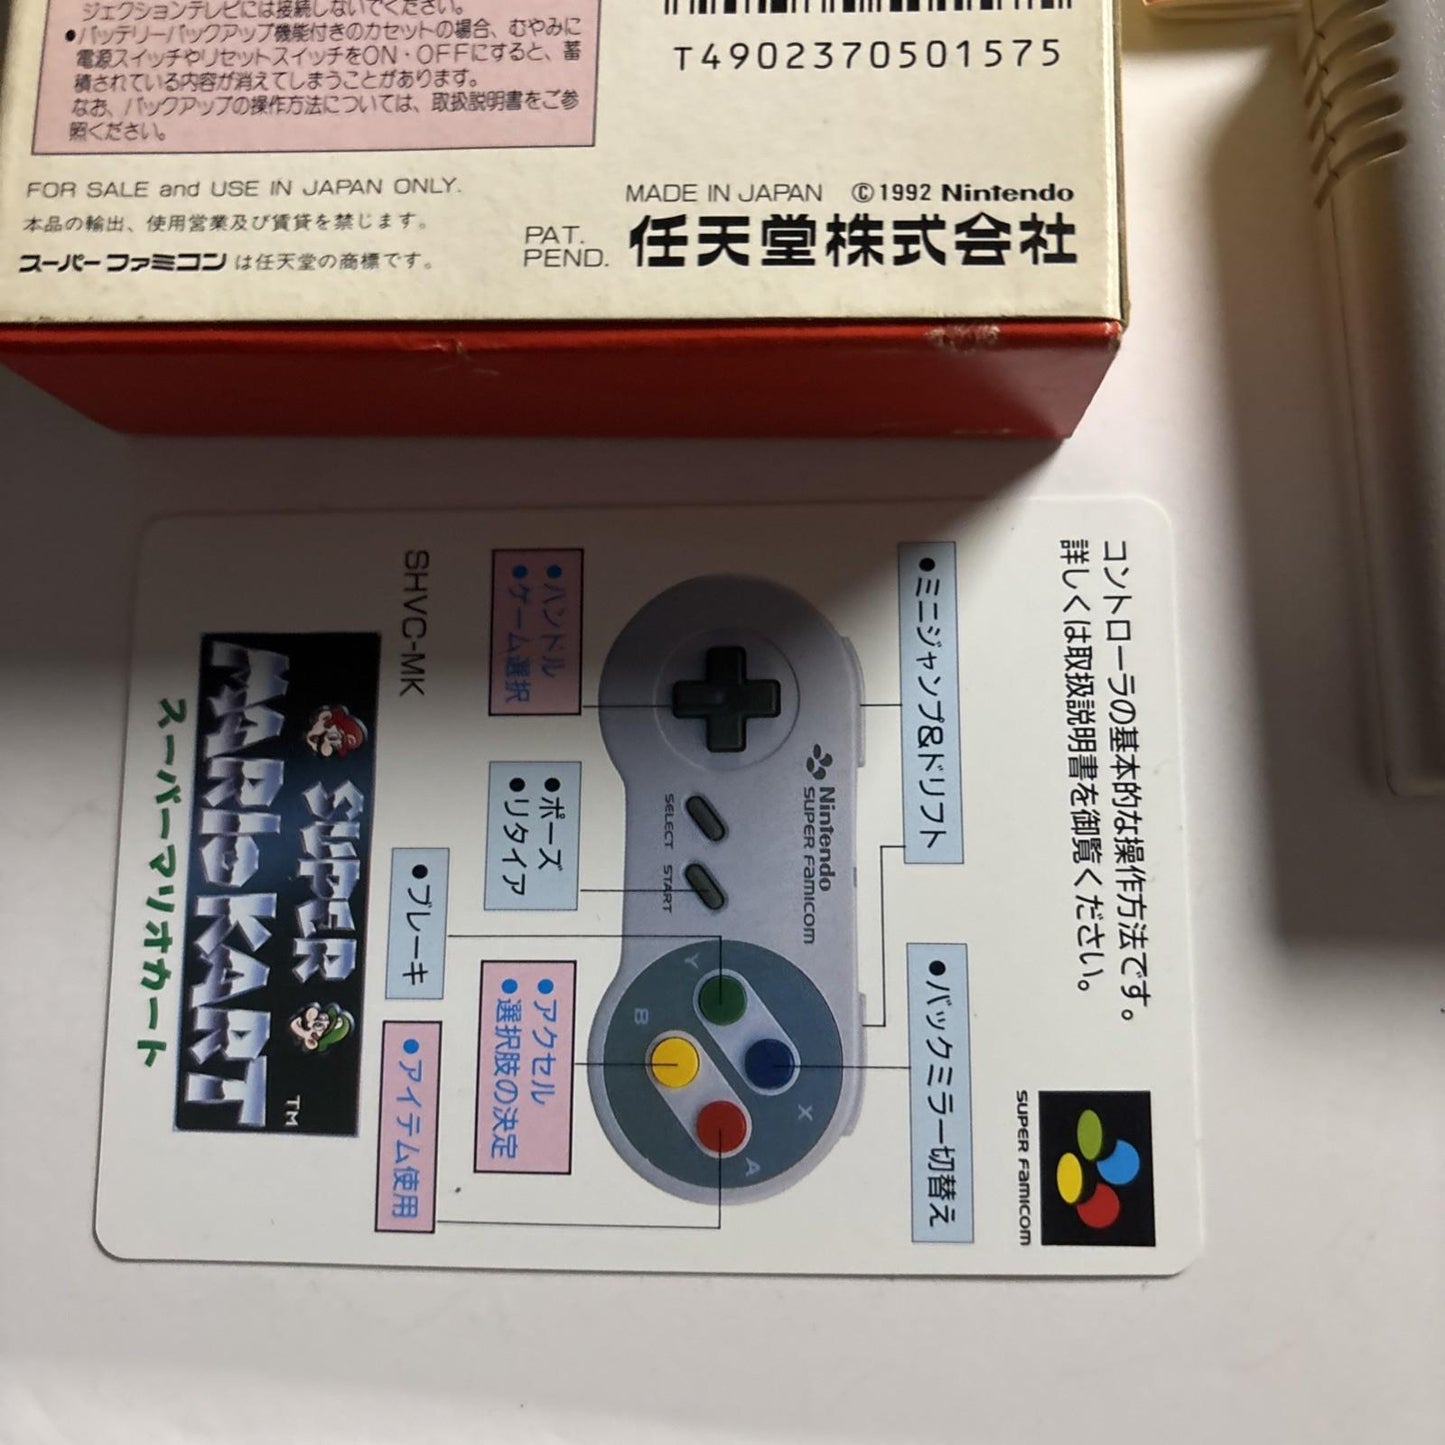 ジェクションテレビには接続しないでください。
●バッテリーバックアップ機能付きのカセットの場合、むやみに
電源スイッチやリセットスイッチをON・OFFにすると、蓄
積されている内容が消えてしまうことがあります。
なお、バックアップの操作方法については、取扱説明書をご参
照ください。
T4902370501575
FOR SALE and USE IN JAPAN ONLY.
本品の輸出、使用営業及び賃貸を禁じます。
スーパーファミコンは任天堂の商標です。
MADE IN JAPAN ©1992 Nintendo
PAT.
PEND.
任天堂株式会社
コントローラの基本的な操作方法です。
詳しくは取扱説明書を御覧ください。
SUPER FAMICOM
●ミニジャンプ&ドリフト
●バックミラー切替え
Nintendo
SUPER FAMICOM
SELECT
START
X
Y
A
B
●ハンドル
●ゲーム選択
●ポーズ
●リタイア
●アクセル
●選択肢の決定
●ブレーキ
●アイテム使用
SHVC-MK
SUPER
MARIO KART
TM
スーパーマリオカート